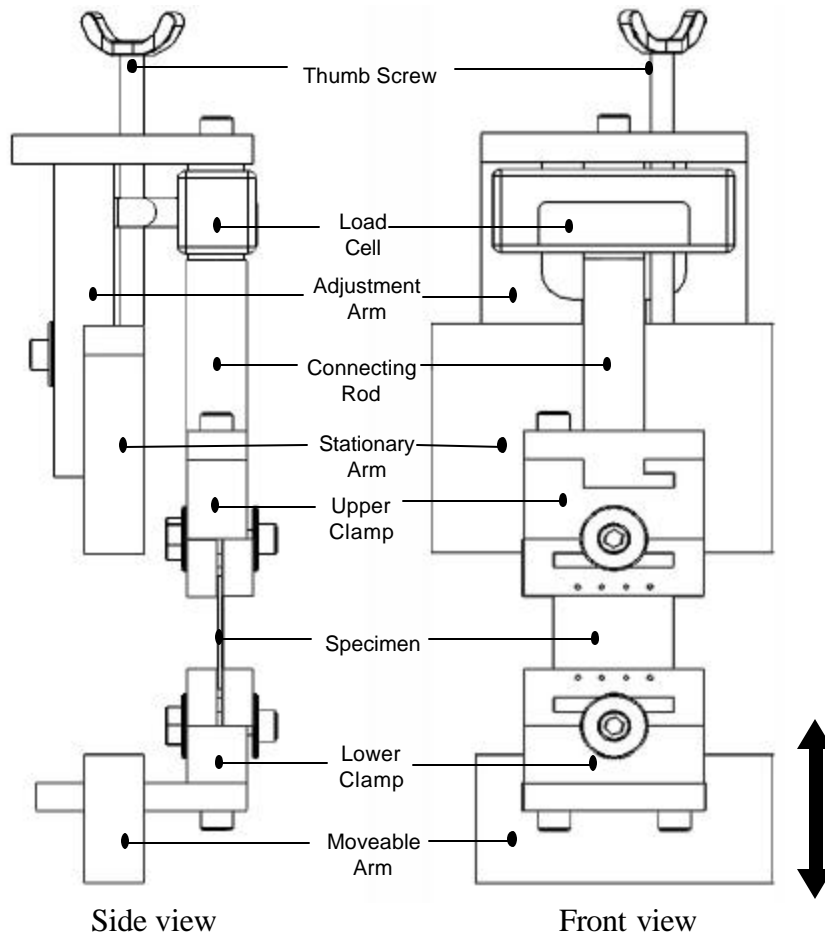 Thumb Screw
Load
Cell
Adjustment
Arm
Connecting
Rod
Stationary
Arm
Upper
Clamp
Specimen
Lower
Clamp
Moveable
Arm
Side view
Front view